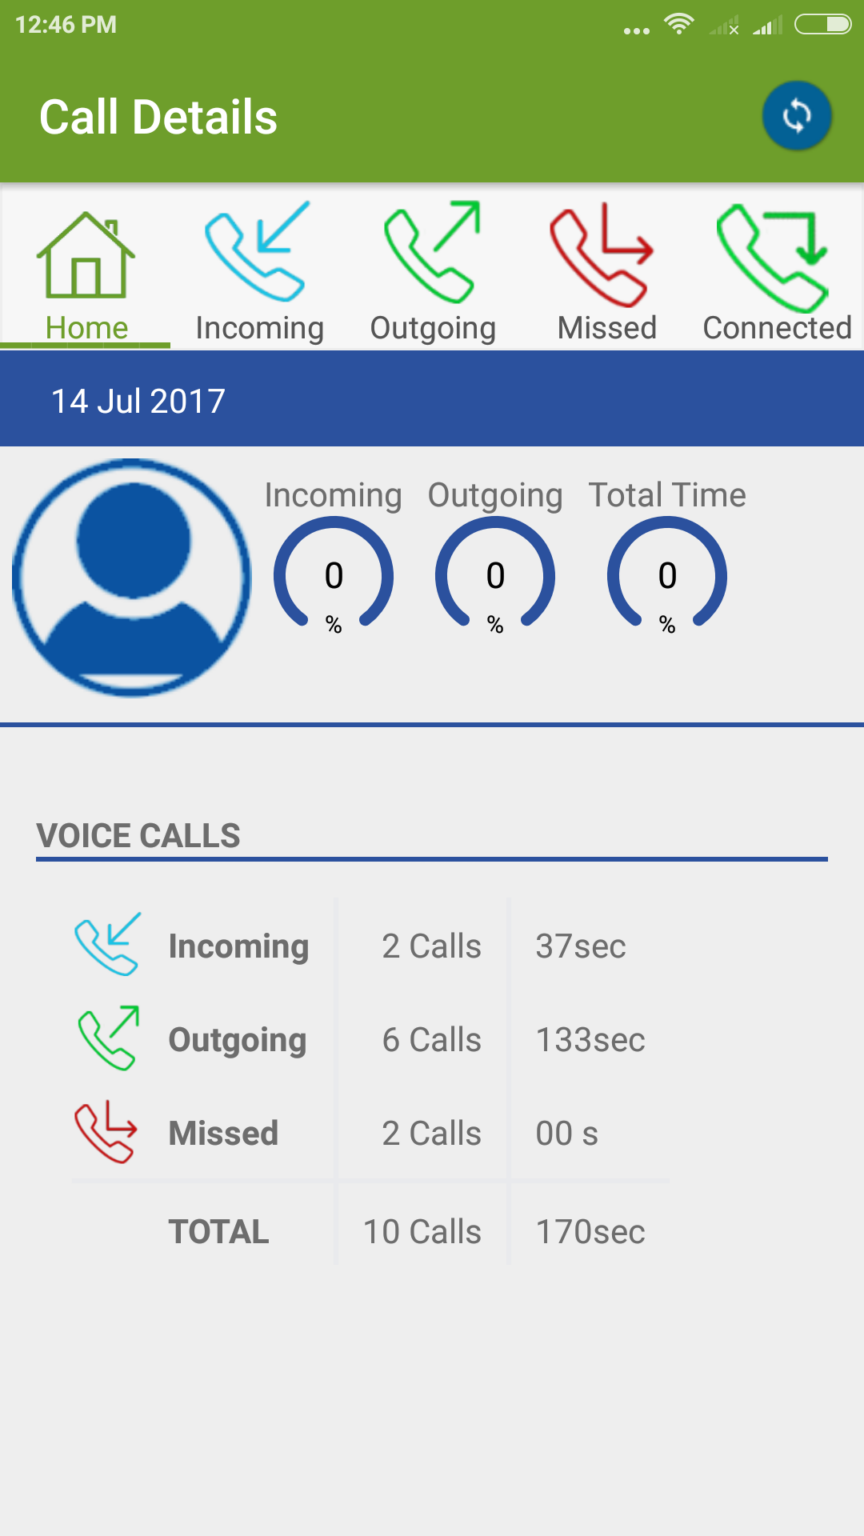 12:46 PM
Call Details
Home Incoming Outgoing Missed Connected
14 Jul 2017
Incoming Outgoing Total Time
0 0 0
% % %
VOICE CALLS
Incoming 2 Calls 37sec
Outgoing 6 Calls 133sec
Missed 2 Calls 00 s
TOTAL 10 Calls 170sec